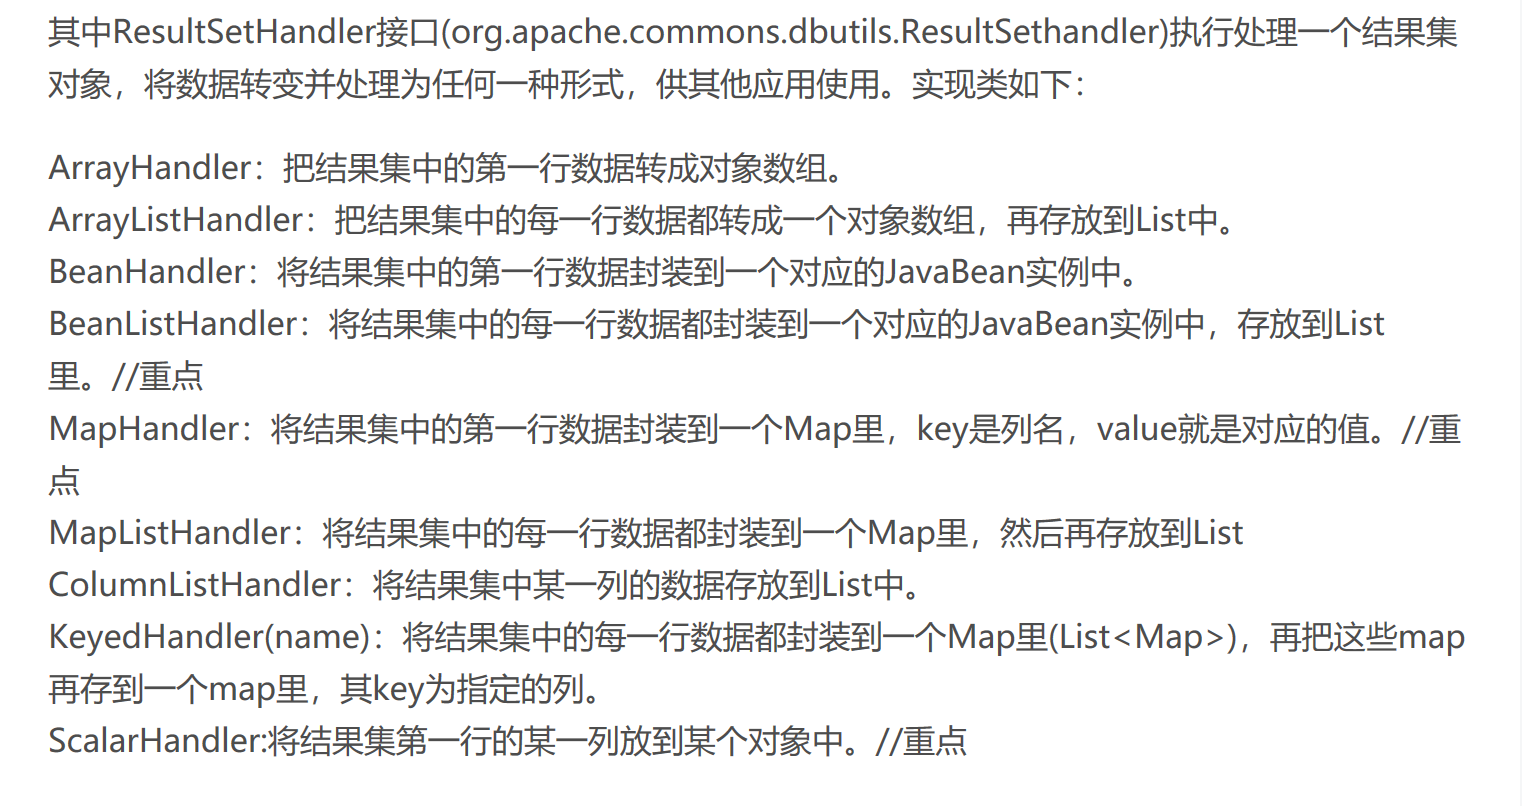 其中ResultSetHandler接口(org.apache.commons.dbutils.ResultSethandler)执行处理一个结果集
对象，将数据转变并处理为任何一种形式，供其他应用使用。实现类如下：
ArrayHandler：把结果集中的第一行数据转成对象数组。
ArrayListHandler：把结果集中的每一行数据都转成一个对象数组，再存放到List中。
BeanHandler：将结果集中的第一行数据封装到一个对应的JavaBean实例中。
BeanListHandler：将结果集中的每一行数据都封装到一个对应的JavaBean实例中，存放到List
里。//重点
MapHandler：将结果集中的第一行数据封装到一个Map里，key是列名，value就是对应的值。//重
点
MapListHandler：将结果集中的每一行数据都封装到一个Map里，然后再存放到List
ColumnListHandler：将结果集中某一列的数据存放到List中。
KeyedHandler(name)：将结果集中的每一行数据都封装到一个Map里(List<Map>)，再把这些map
再存到一个map里，其key为指定的列。
ScalarHandler:将结果集第一行的某一列放到某个对象中。//重点